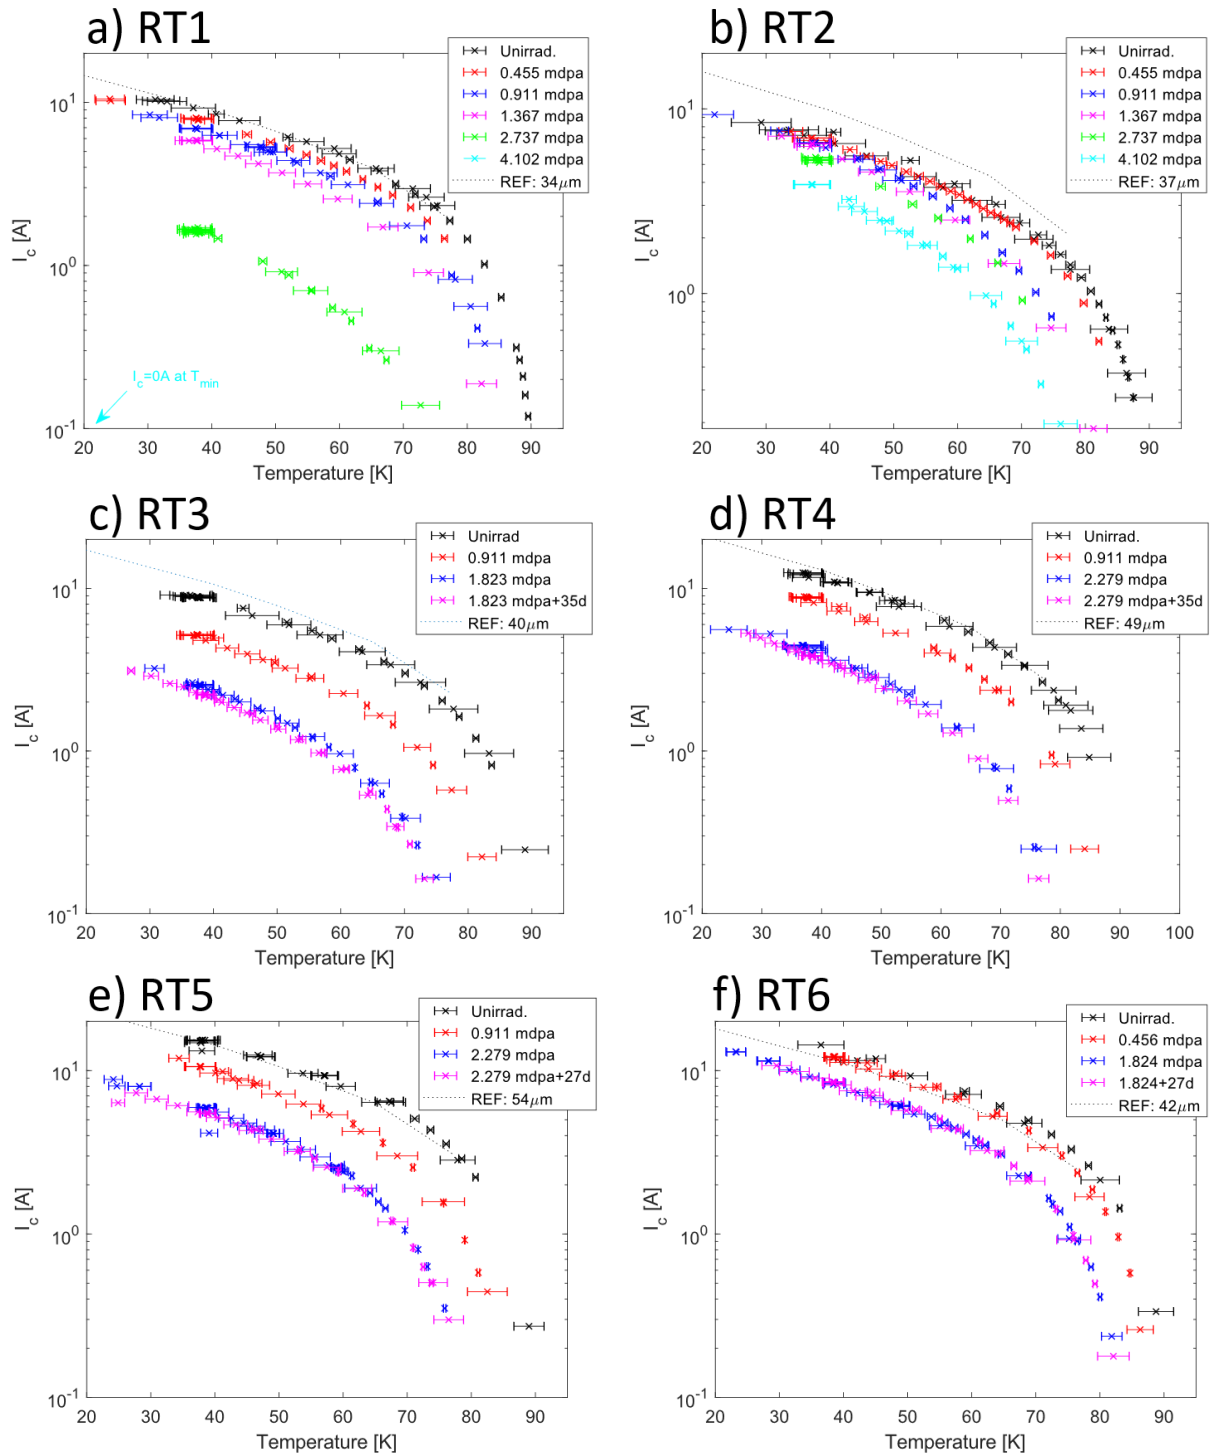 a) RT1
Unirrad.
0.455 mdpa
0.911 mdpa
1.367 mdpa
2.737 mdpa
4.102 mdpa
REF: 34μm
10^1
10^0
10^-1
I_c [A]
I_c=0A at T_min
20 30 40 50 60 70 80 90
Temperature [K]
b) RT2
Unirrad.
0.455 mdpa
0.911 mdpa
1.367 mdpa
2.737 mdpa
4.102 mdpa
REF: 37μm
10^1
10^0
I_c [A]
20 30 40 50 60 70 80 90
Temperature [K]
c) RT3
Unirrad
0.911 mdpa
1.823 mdpa
1.823 mdpa+35d
REF: 40μm
10^1
10^0
10^-1
I_c [A]
20 30 40 50 60 70 80 90
Temperature [K]
d) RT4
Unirrad.
0.911 mdpa
2.279 mdpa
2.279 mdpa+35d
REF: 49μm
10^1
10^0
10^-1
I_c [A]
20 30 40 50 60 70 80 90 100
Temperature [K]
e) RT5
Unirrad.
0.911 mdpa
2.279 mdpa
2.279 mdpa+27d
REF: 54μm
10^1
10^0
10^-1
I_c [A]
20 30 40 50 60 70 80 90
Temperature [K]
f) RT6
Unirrad.
0.456 mdpa
1.824 mdpa
1.824+27d
REF: 42μm
10^1
10^0
10^-1
I_c [A]
20 30 40 50 60 70 80 90
Temperature [K]